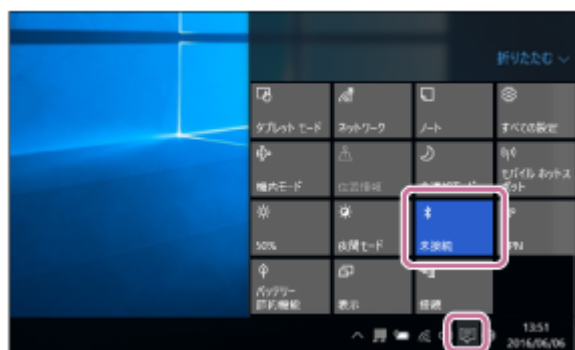 折りたたむ
タブレット モード
ネットワーク
ノート
すべての設定
機内モード
位置情報
モバイル ホットス
ポット
50%
夜間モード
未接続
バッテリー
節約機能
表示
接続
13:51
2016/06/06